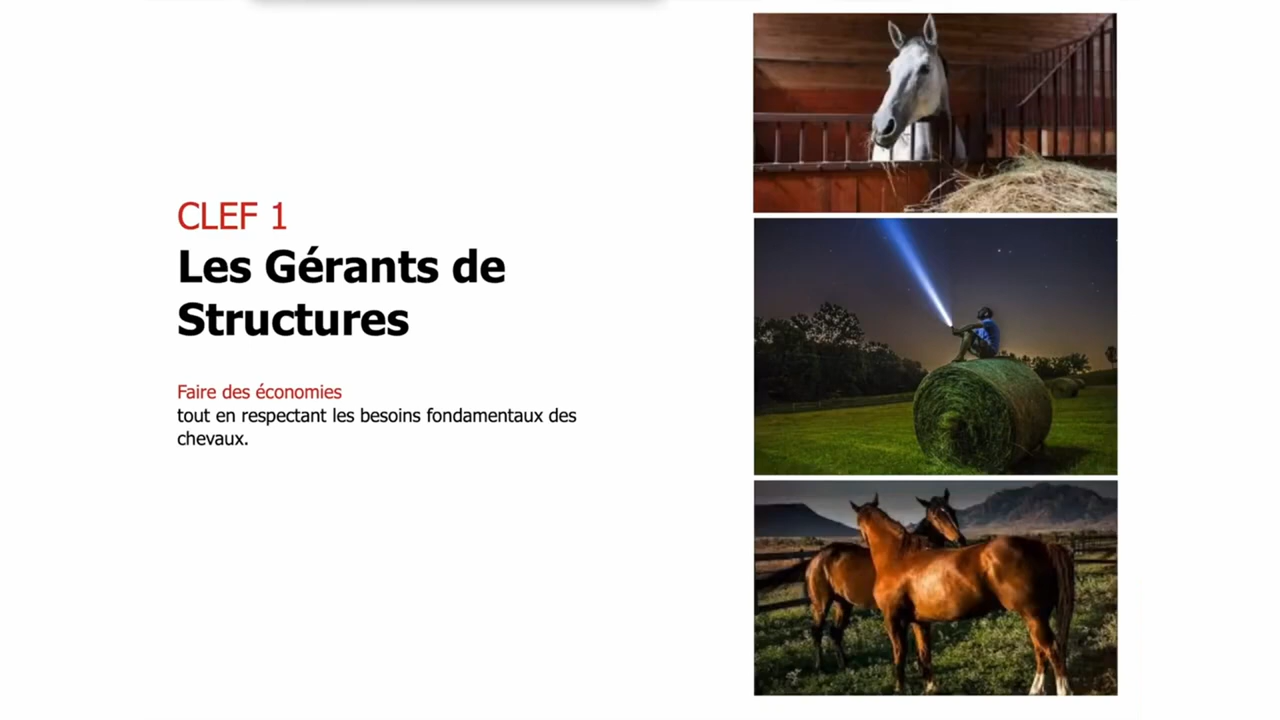 CLEF 1
Les Gérants de
Structures
Faire des économies
tout en respectant les besoins fondamentaux des
chevaux.